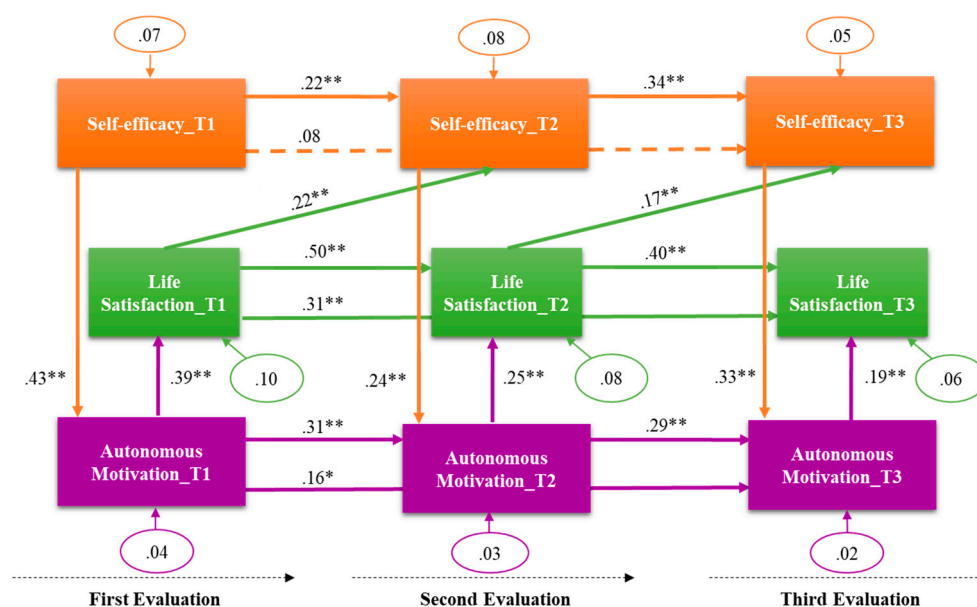 .07
.08
.05
.22**
.34**
Self-efficacy_T1
Self-efficacy_T2
Self-efficacy_T3
.08
.22**
.17**
.50**
.40**
Life
Satisfaction_T1
Life
Satisfaction_T2
Life
Satisfaction_T3
.31**
.43**
.39**
.10
.24**
.25**
.08
.33**
.19**
.06
.31**
.29**
Autonomous
Motivation_T1
Autonomous
Motivation_T2
Autonomous
Motivation_T3
.16*
.04
.03
.02
First Evaluation
Second Evaluation
Third Evaluation